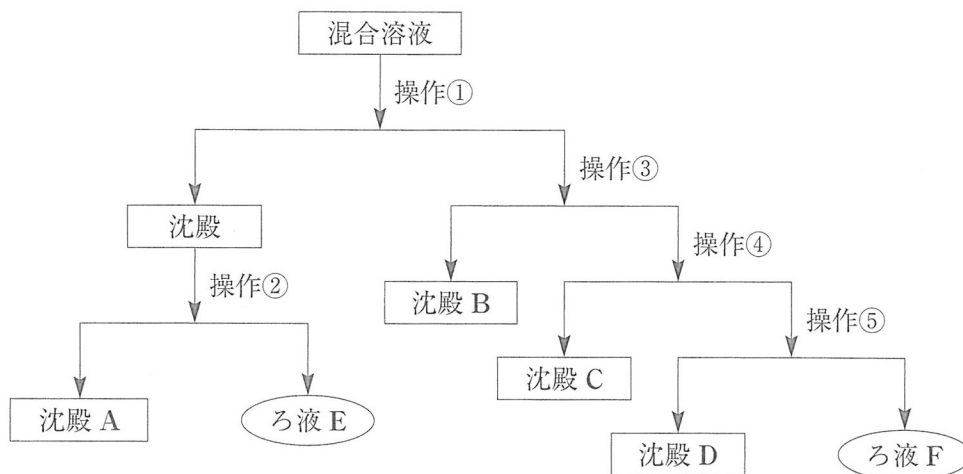 混合溶液
操作①
操作③
沈殿
操作④
操作②
沈殿 B
操作⑤
沈殿 C
沈殿 A
ろ液 E
沈殿 D
ろ液 F